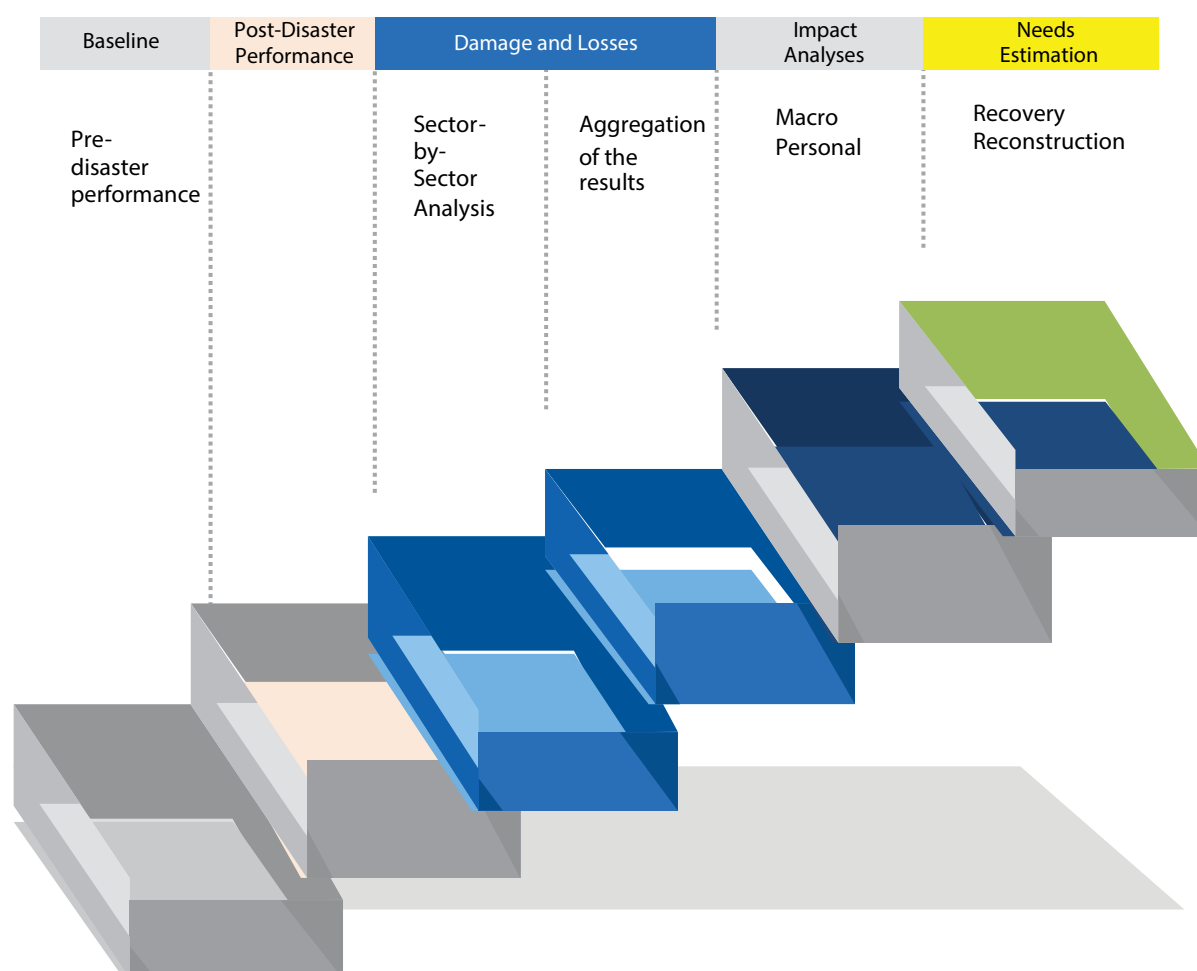 Baseline
Post-Disaster
Performance
Damage and Losses
Impact
Analyses
Needs
Estimation
Pre-
disaster
performance
Sector-
by-
Sector
Analysis
Aggregation
of the
results
Macro
Personal
Recovery
Reconstruction